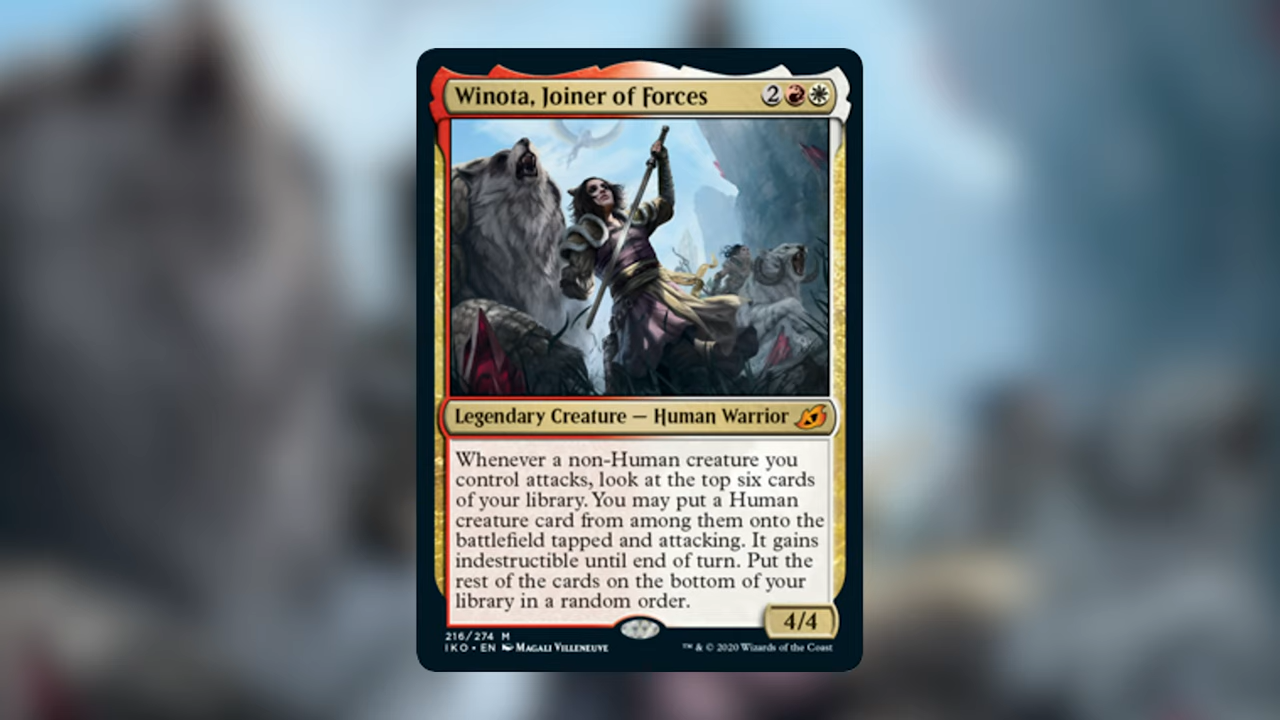 Winota, Joiner of Forces 2
Legendary Creature — Human Warrior
Whenever a non-Human creature you
control attacks, look at the top six cards
of your library. You may put a Human
creature card from among them onto the
battlefield tapped and attacking. It gains
indestructible until end of turn. Put the
rest of the cards on the bottom of your
library in a random order.
4/4
216/274 M
IKO • EN Magali Villeneuve
™ & © 2020 Wizards of the Coast